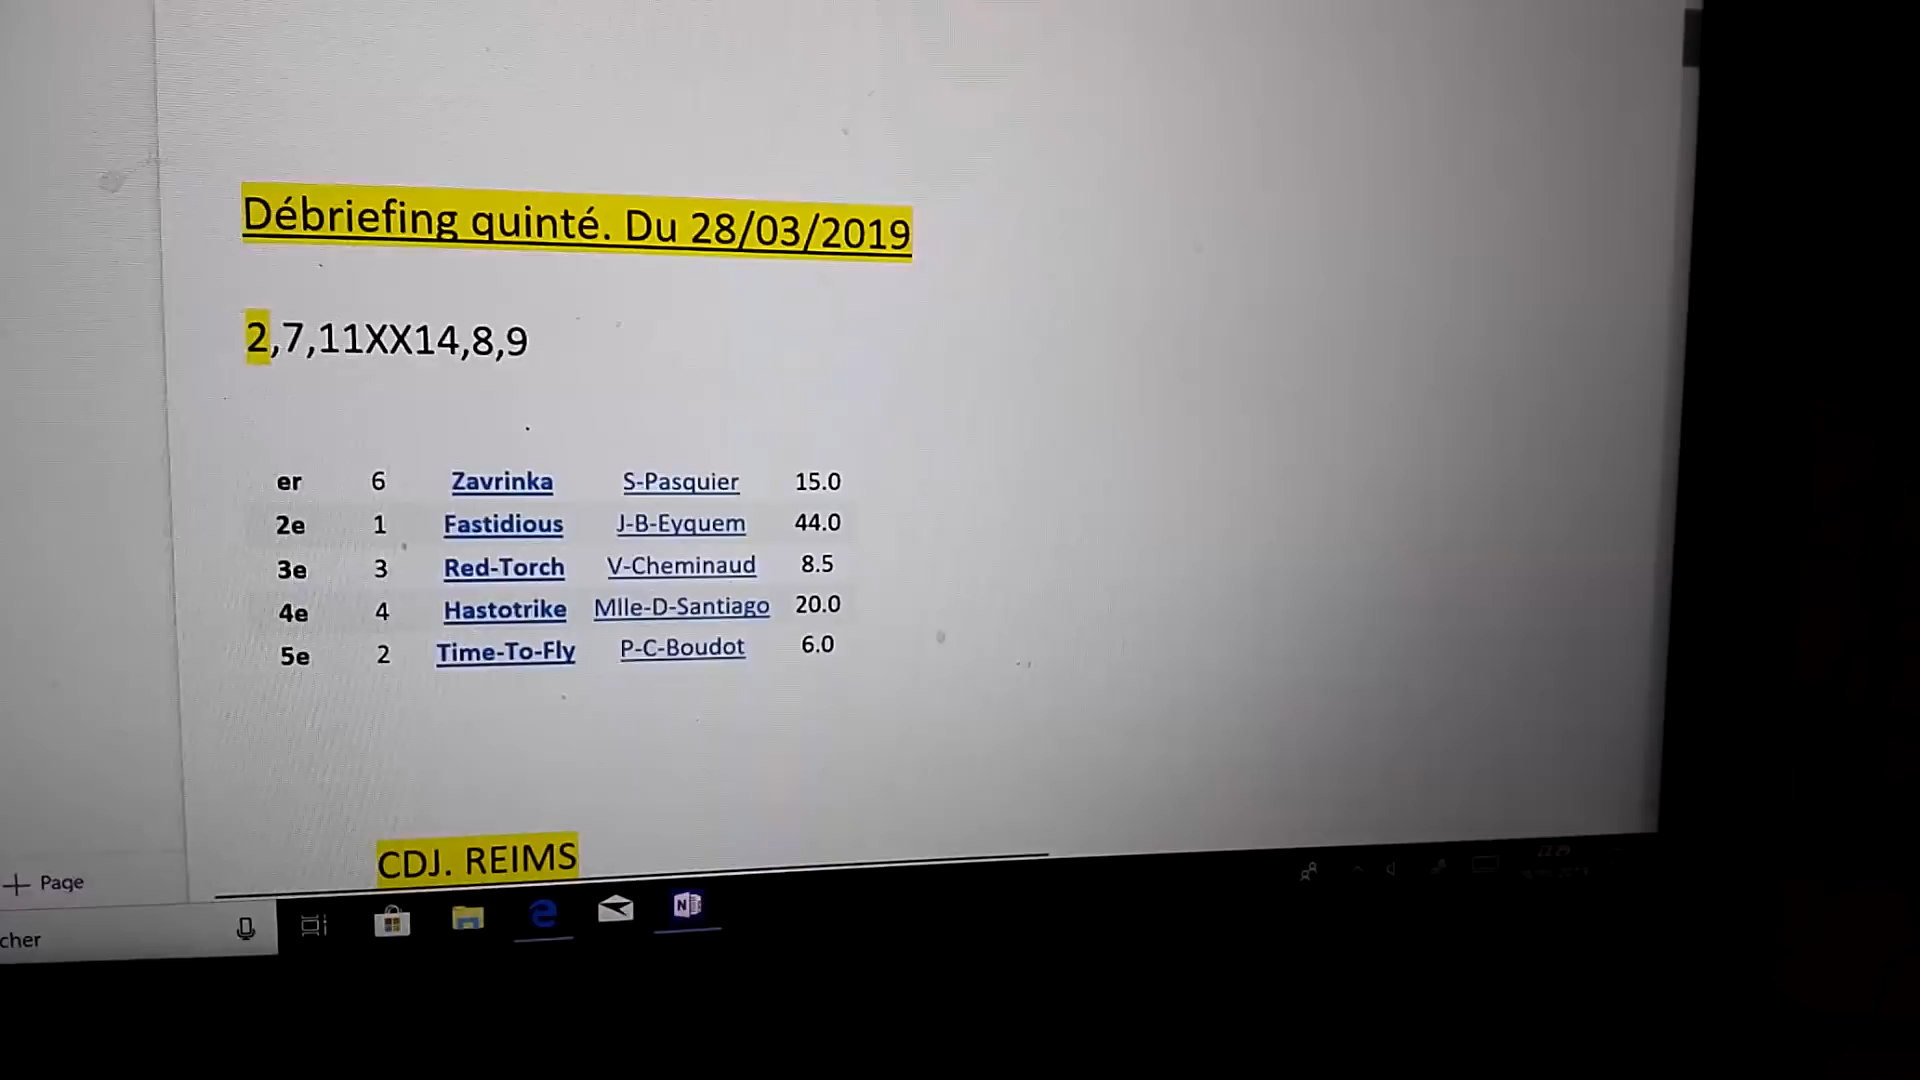 Débriefing quinté. Du 28/03/2019
2,7,11XX14,8,9
er 6 Zavrinka S-Pasquier 15.0
2e 1 Fastidious J-B-Eyquem 44.0
3e 3 Red-Torch V-Cheminaud 8.5
4e 4 Hastotrike Mlle-D-Santiago 20.0
5e 2 Time-To-Fly P-C-Boudot 6.0
CDJ. REIMS
+ Page
cher
N